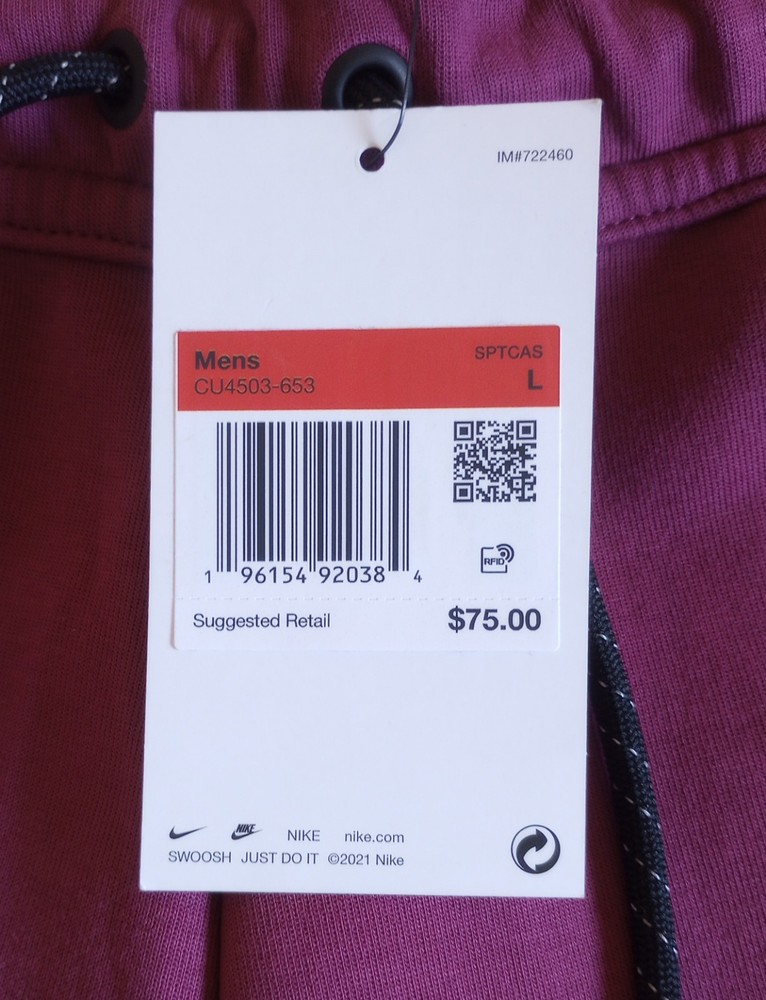 IM#722460
Mens
SPTCAS
CU4503-653
L
RFID
1 96154 92038 4
Suggested Retail
$75.00
NIKE NIKE nike.com
SWOOSH JUST DO IT ©2021 Nike